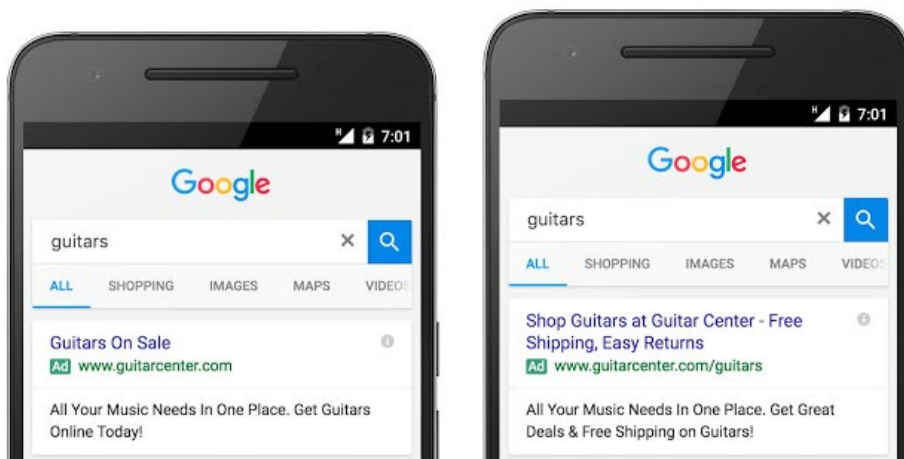 H 7:01
Google
guitars
ALL SHOPPING IMAGES MAPS VIDEOS
Guitars On Sale
Ad www.guitarcenter.com
All Your Music Needs In One Place. Get Guitars
Online Today!
H 7:01
Google
guitars
ALL SHOPPING IMAGES MAPS VIDEOS
Shop Guitars at Guitar Center - Free
Shipping, Easy Returns
Ad www.guitarcenter.com/guitars
All Your Music Needs In One Place. Get Great
Deals & Free Shipping on Guitars!